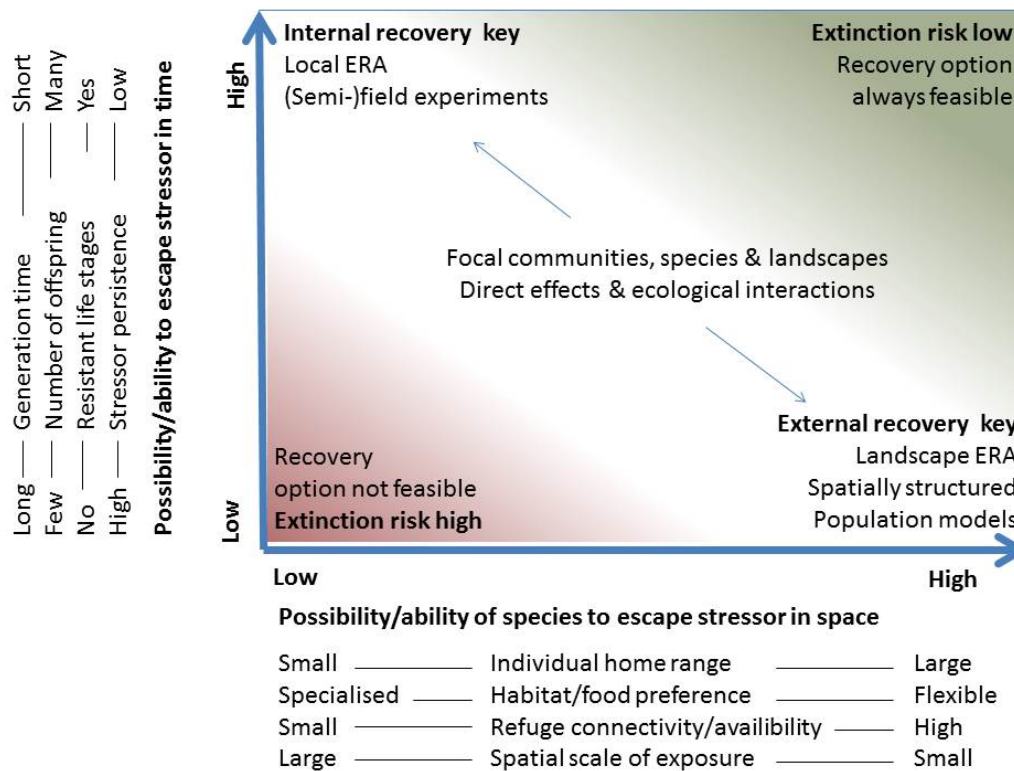 Internal recovery key
Local ERA
(Semi-)field experiments
Extinction risk low
Recovery option
always feasible
Focal communities, species & landscapes
Direct effects & ecological interactions
Recovery
option not feasible
Extinction risk high
External recovery key
Landscape ERA
Spatially structured
Population models
High
Low
Possibility/ability to escape stressor in time
Long Generation time Short
Few Number of offspring Many
No Resistant life stages Yes
High Stressor persistence Low
Low High
Possibility/ability of species to escape stressor in space
Small Individual home range Large
Specialised Habitat/food preference Flexible
Small Refuge connectivity/availibility High
Large Spatial scale of exposure Small